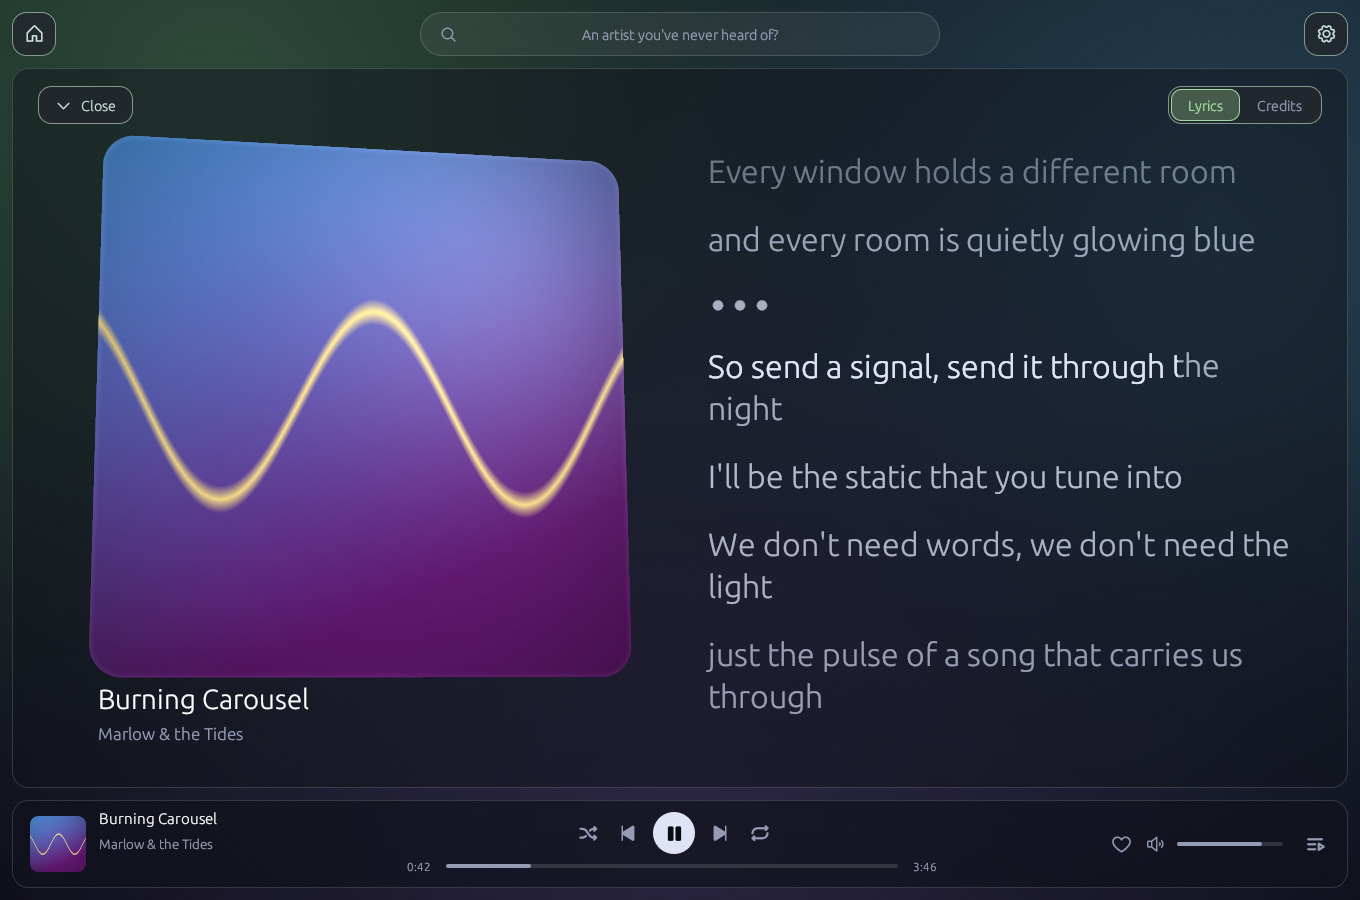 An artist you've never heard of?
Close
Lyrics
Credits
Every window holds a different room
and every room is quietly glowing blue
•••
So send a signal, send it through the
night
I'll be the static that you tune into
We don't need words, we don't need the
light
just the pulse of a song that carries us
through
Burning Carousel
Marlow & the Tides
Burning Carousel
Marlow & the Tides
0:42
3:46